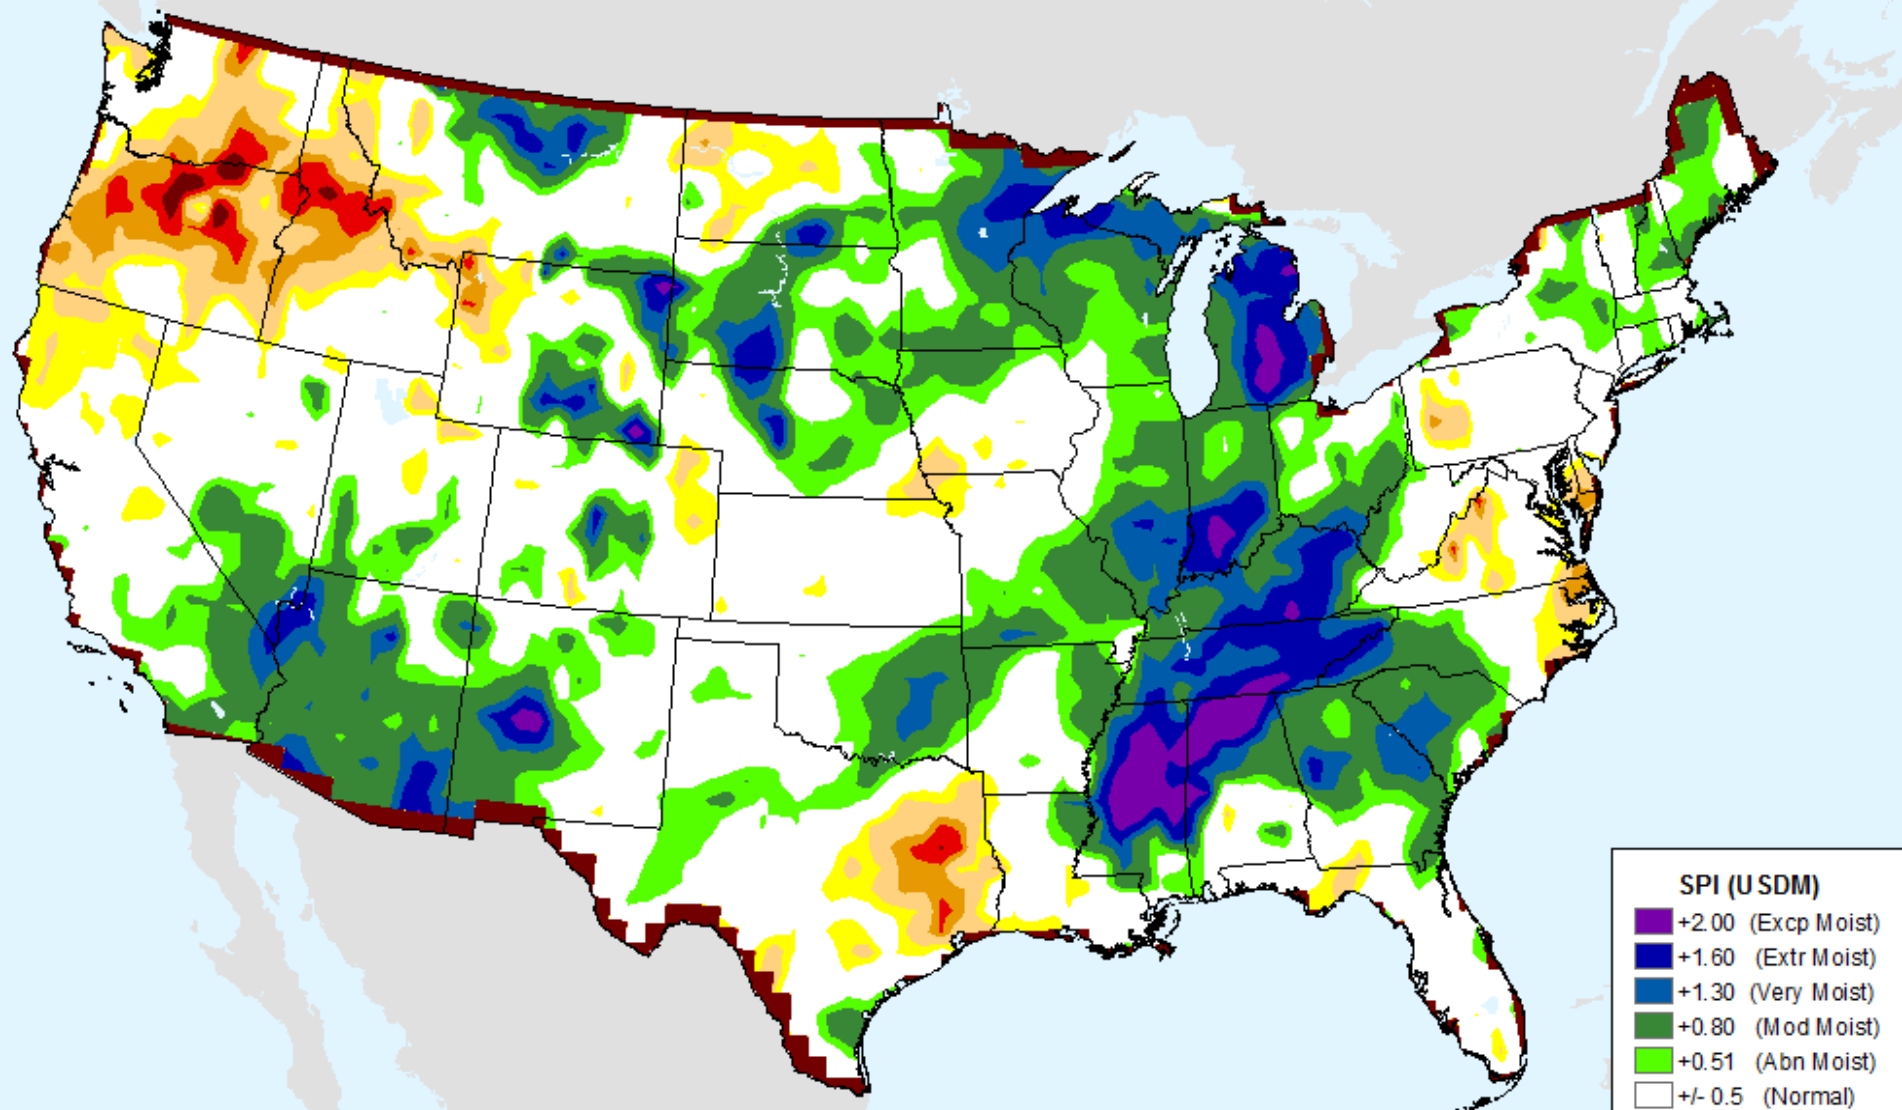 SPI (USDM)
+2.00 (Excp Moist)
+1.60 (Extr Moist)
+1.30 (Very Moist)
+0.80 (Mod Moist)
+0.51 (Abn Moist)
+/- 0.5 (Normal)